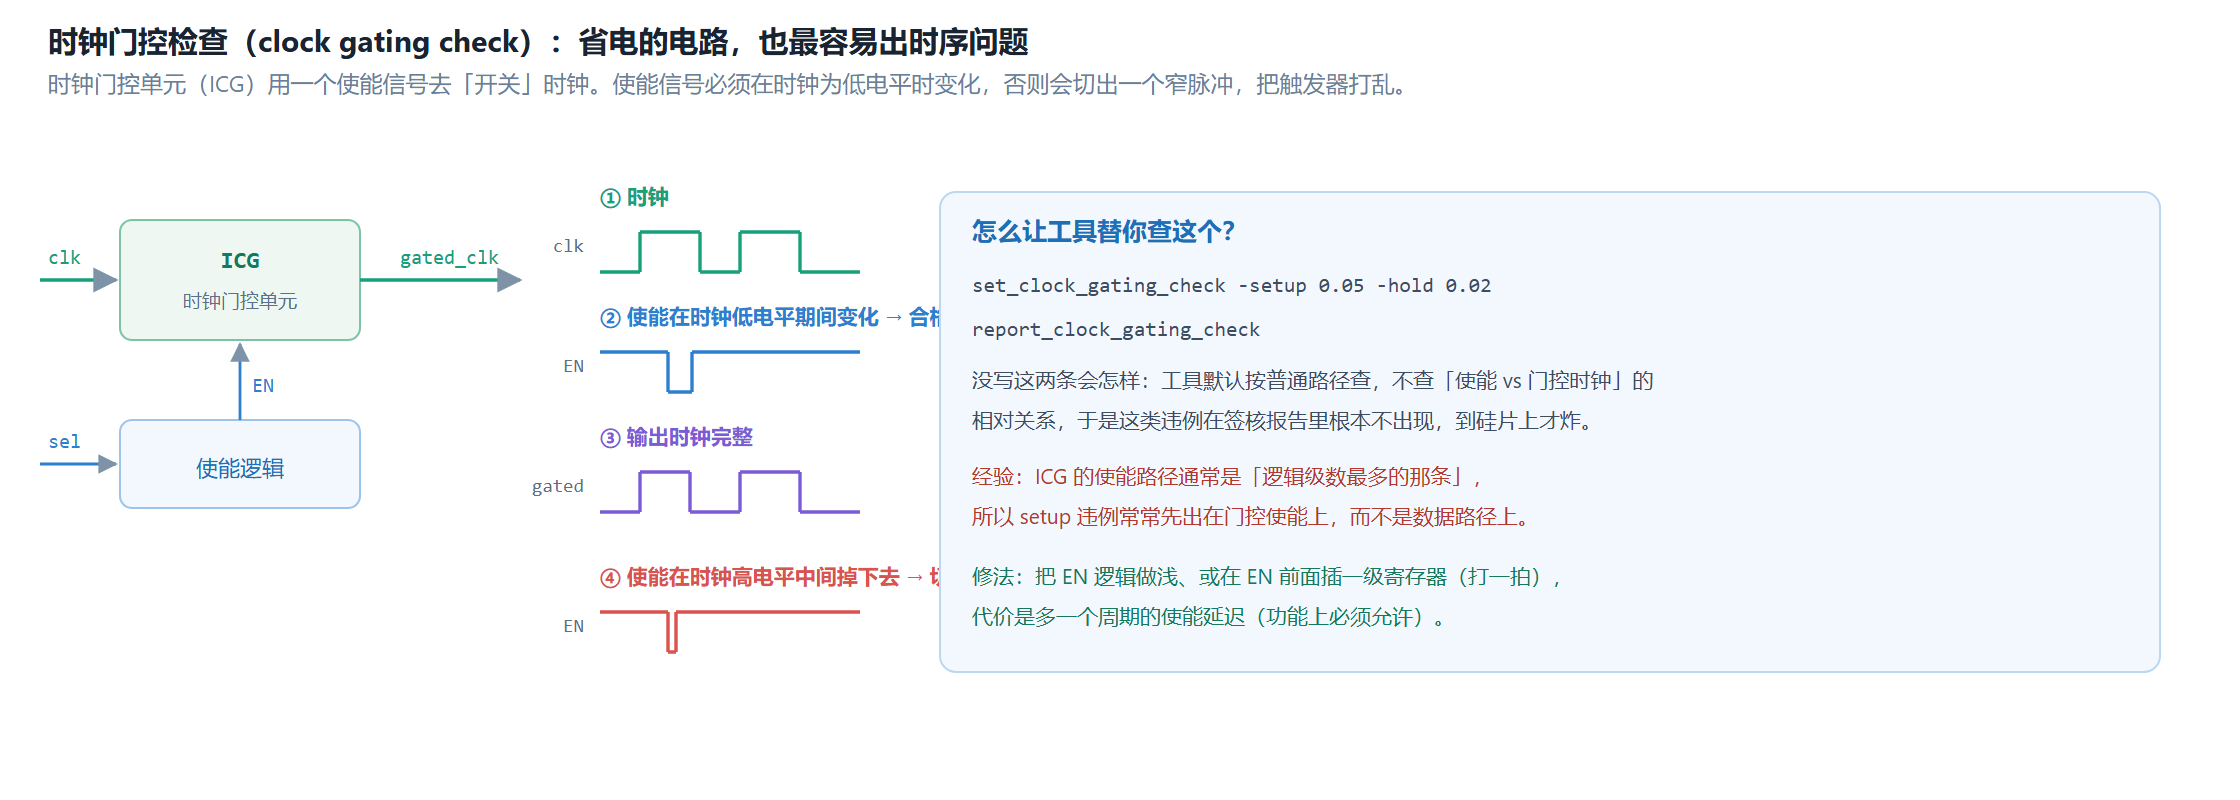 时钟门控检查（clock gating check）：省电的电路，也最容易出时序问题
时钟门控单元（ICG）用一个使能信号去「开关」时钟。使能信号必须在时钟为低电平时变化，否则会切出一个窄脉冲，把触发器打乱。
clk
ICG
时钟门控单元
gated_clk
EN
sel
使能逻辑
① 时钟
clk
② 使能在时钟低电平期间变化 → 合
EN
③ 输出时钟完整
gated
④ 使能在时钟高电平中间掉下去 →
EN
怎么让工具替你查这个？
set_clock_gating_check -setup 0.05 -hold 0.02
report_clock_gating_check
没写这两条会怎样：工具默认按普通路径查，不查「使能 vs 门控时钟」的
相对关系，于是这类违例在签核报告里根本不出现，到硅片上才炸。
经验：ICG 的使能路径通常是「逻辑级数最多的那条」，
所以 setup 违例常常先出在门控使能上，而不是数据路径上。
修法：把 EN 逻辑做浅、或在 EN 前面插一级寄存器（打一拍），
代价是多一个周期的使能延迟（功能上必须允许）。